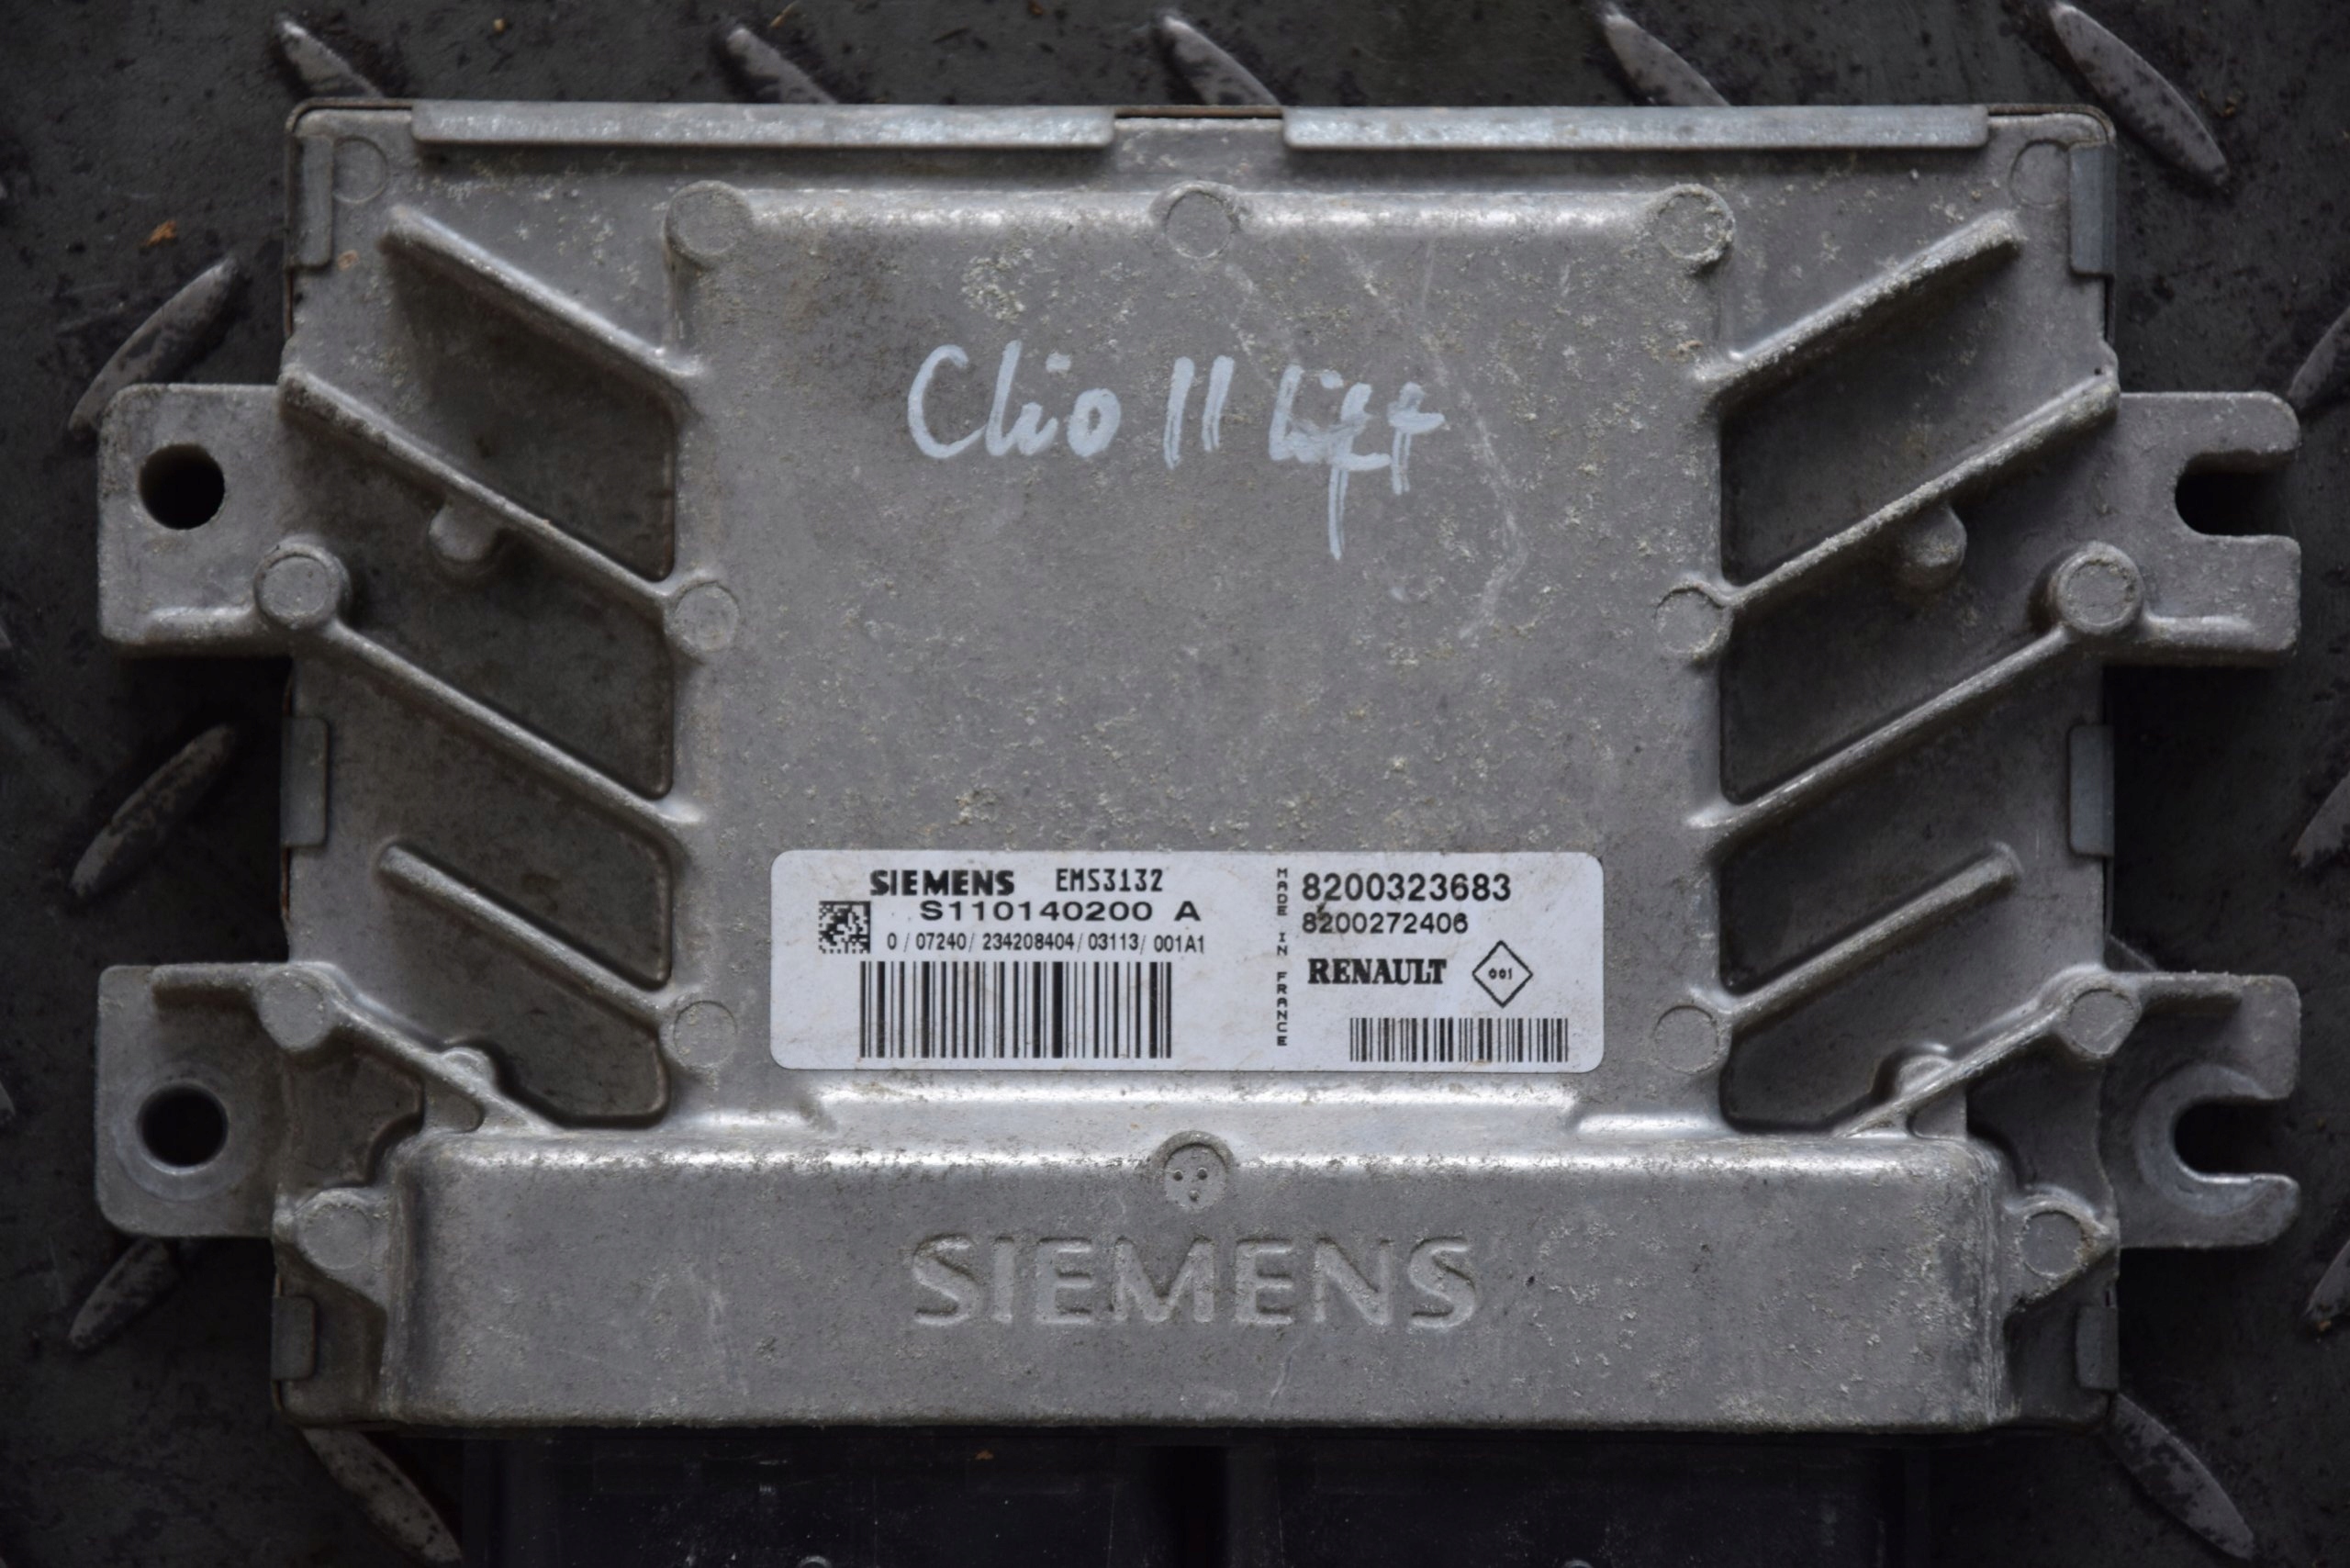 Clio II lift
SIEMENS EMS3132
S110140200 A
0 / 07240 / 234208404 / 03113 / 001A1
MADE IN FRANCE
8200323683
8200272406
RENAULT 001
SIEMENS